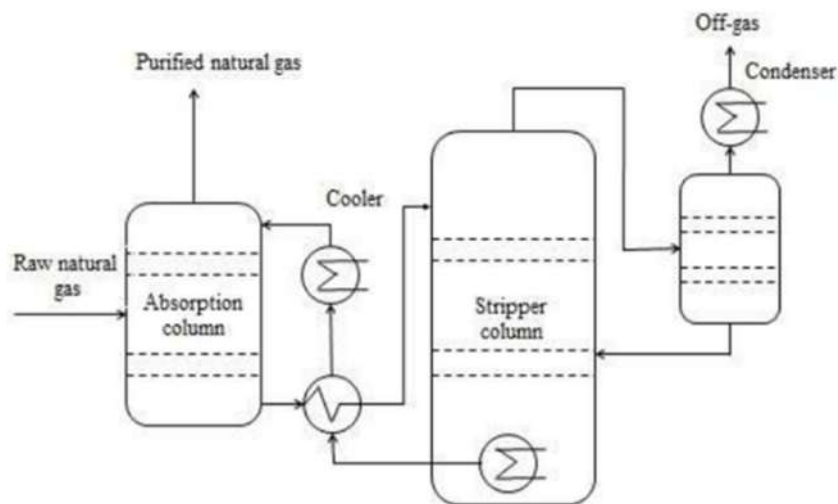 Off-gas
Purified natural gas
Condenser
Cooler
Raw natural
gas
Absorption
column
Stripper
column